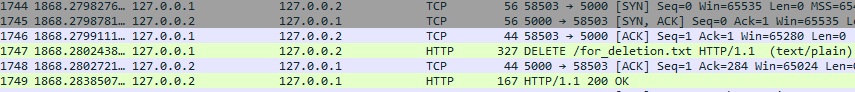 1744 1868.2798276… 127.0.0.1 127.0.0.2 TCP 56 58503 → 5000 [SYN] Seq=0 Win=65535 Len=0 MSS=654
1745 1868.2798781… 127.0.0.2 127.0.0.1 TCP 56 5000 → 58503 [SYN, ACK] Seq=0 Ack=1 Win=65535
1746 1868.2799111… 127.0.0.1 127.0.0.2 TCP 44 58503 → 5000 [ACK] Seq=1 Ack=1 Win=65280 Len=0
1747 1868.2802438… 127.0.0.1 127.0.0.2 HTTP 327 DELETE /for_deletion.txt HTTP/1.1 (text/plain)
1748 1868.2802721… 127.0.0.2 127.0.0.1 TCP 44 5000 → 58503 [ACK] Seq=1 Ack=284 Win=65024 Len=
1749 1868.2838507… 127.0.0.2 127.0.0.1 HTTP 167 HTTP/1.1 200 OK